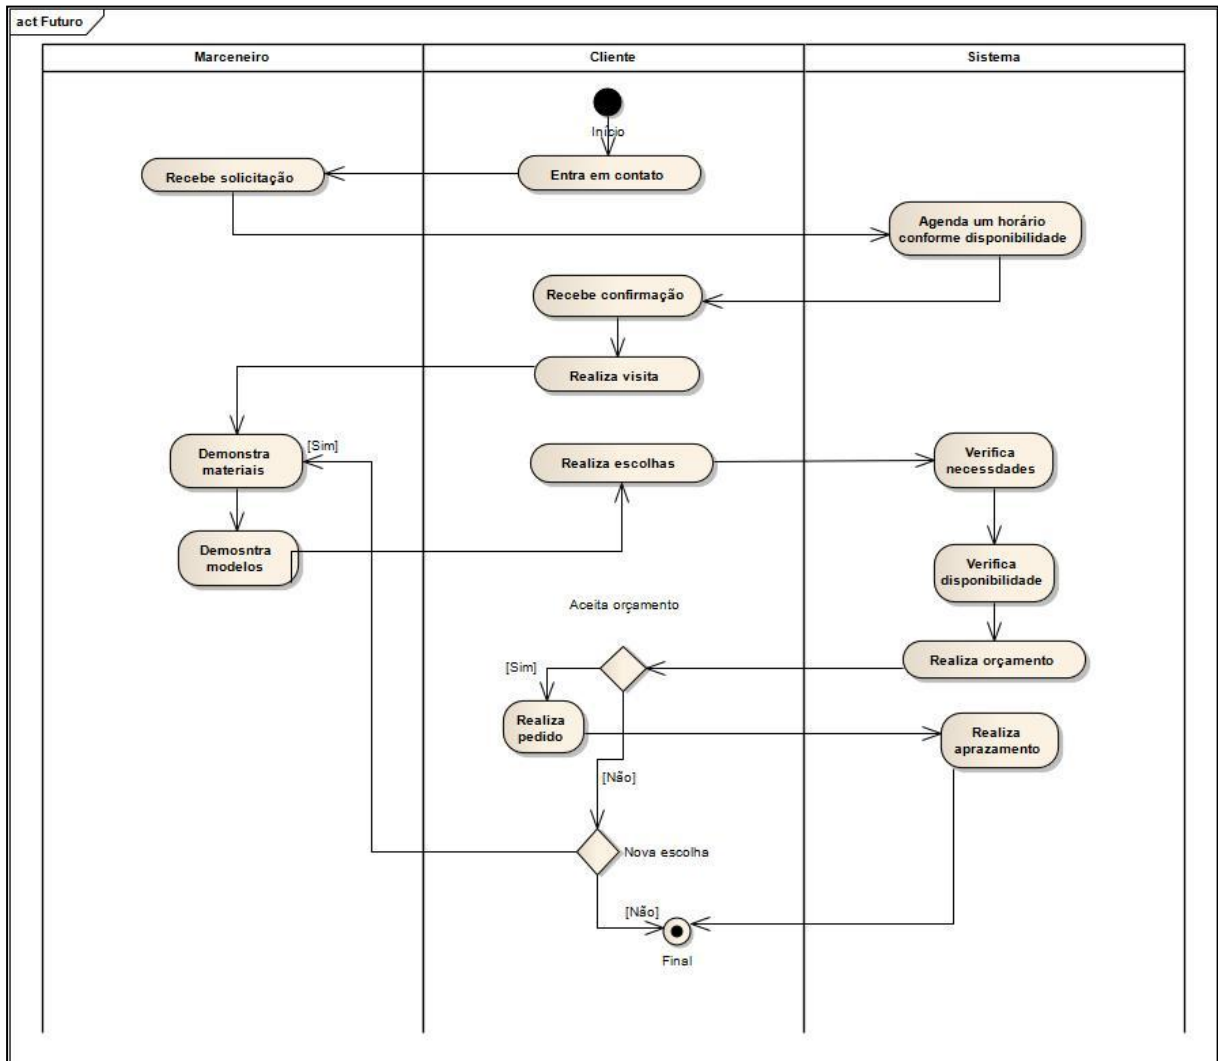 act Futuro
Marceneiro
Cliente
Sistema
Início
Entra em contato
Recebe solicitação
Agenda um horário
conforme disponibilidade
Recebe confirmação
Realiza visita
[Sim]
Demonstra
materiais
Realiza escolhas
Verifica
necessdades
Demosntra
modelos
Verifica
disponibilidade
Aceita orçamento
Realiza orçamento
[Sim]
Realiza
pedido
Realiza
aprazamento
[Não]
Nova escolha
[Não]
Final